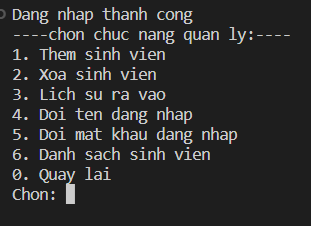 Dang nhap thanh cong
----chon chuc nang quan ly:----
1. Them sinh vien
2. Xoa sinh vien
3. Lich su ra vao
4. Doi ten dang nhap
5. Doi mat khau dang nhap
6. Danh sach sinh vien
0. Quay lai
Chon: